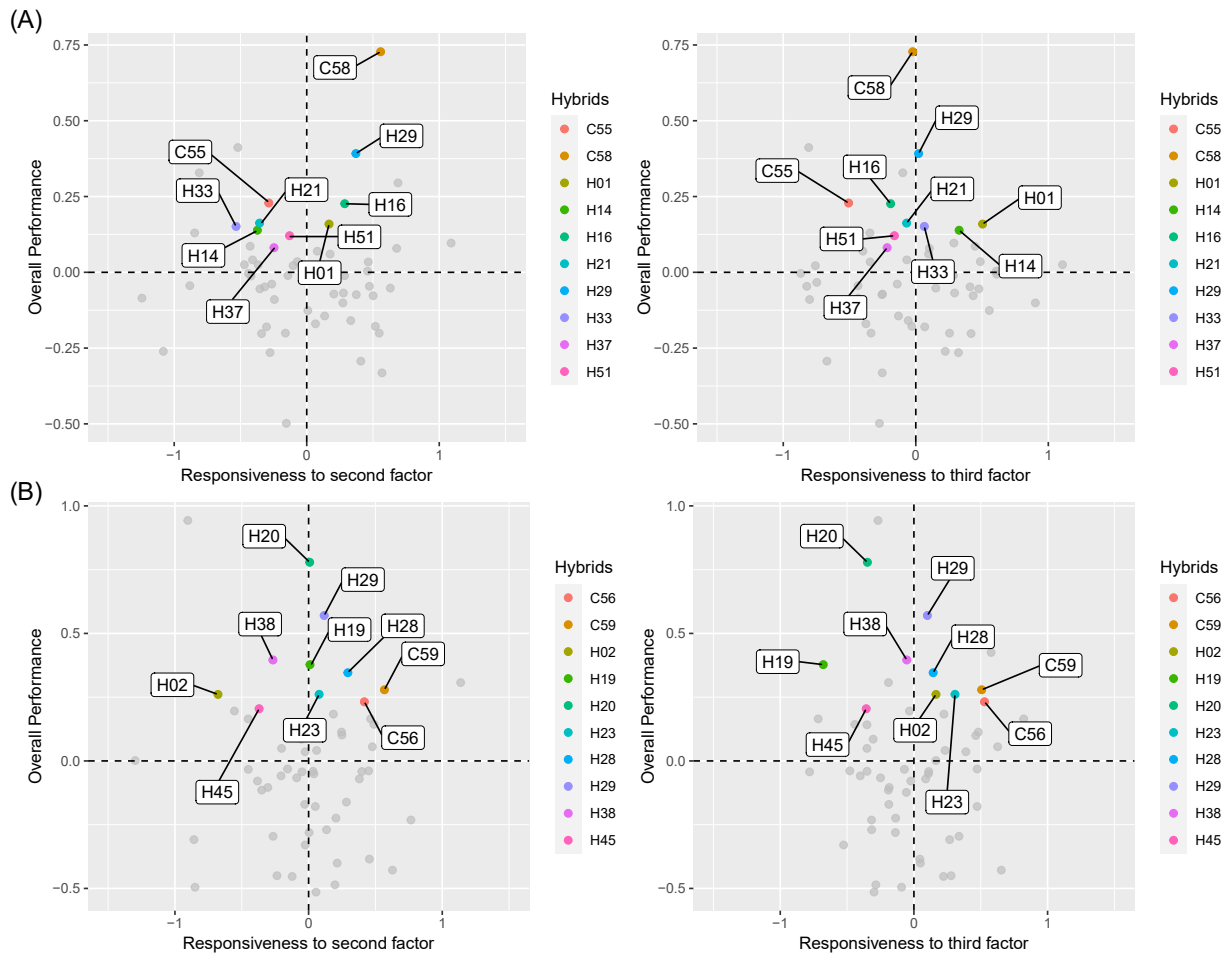 (A)
Overall Performance
0.75
0.50
0.25
0.00
−0.25
−0.50
C58
H29
C55
H33
H21
H16
H14
H51
H01
H37
−1
0
1
Responsiveness to second factor
Hybrids
C55
C58
H01
H14
H16
H21
H29
H33
H37
H51
Overall Performance
0.75
0.50
0.25
0.00
−0.25
−0.50
C58
H29
H16
C55
H21
H01
H51
H33
H14
H37
−1
0
1
Responsiveness to third factor
Hybrids
C55
C58
H01
H14
H16
H21
H29
H33
H37
H51
(B)
Overall Performance
1.0
0.5
0.0
−0.5
H20
H29
H38
H19
H28
C59
H02
H23
C56
H45
−1
0
1
Responsiveness to second factor
Hybrids
C56
C59
H02
H19
H20
H23
H28
H29
H38
H45
Overall Performance
1.0
0.5
0.0
−0.5
H20
H29
H38
H28
H19
C59
H02
C56
H45
H23
−1
0
1
Responsiveness to third factor
Hybrids
C56
C59
H02
H19
H20
H23
H28
H29
H38
H45